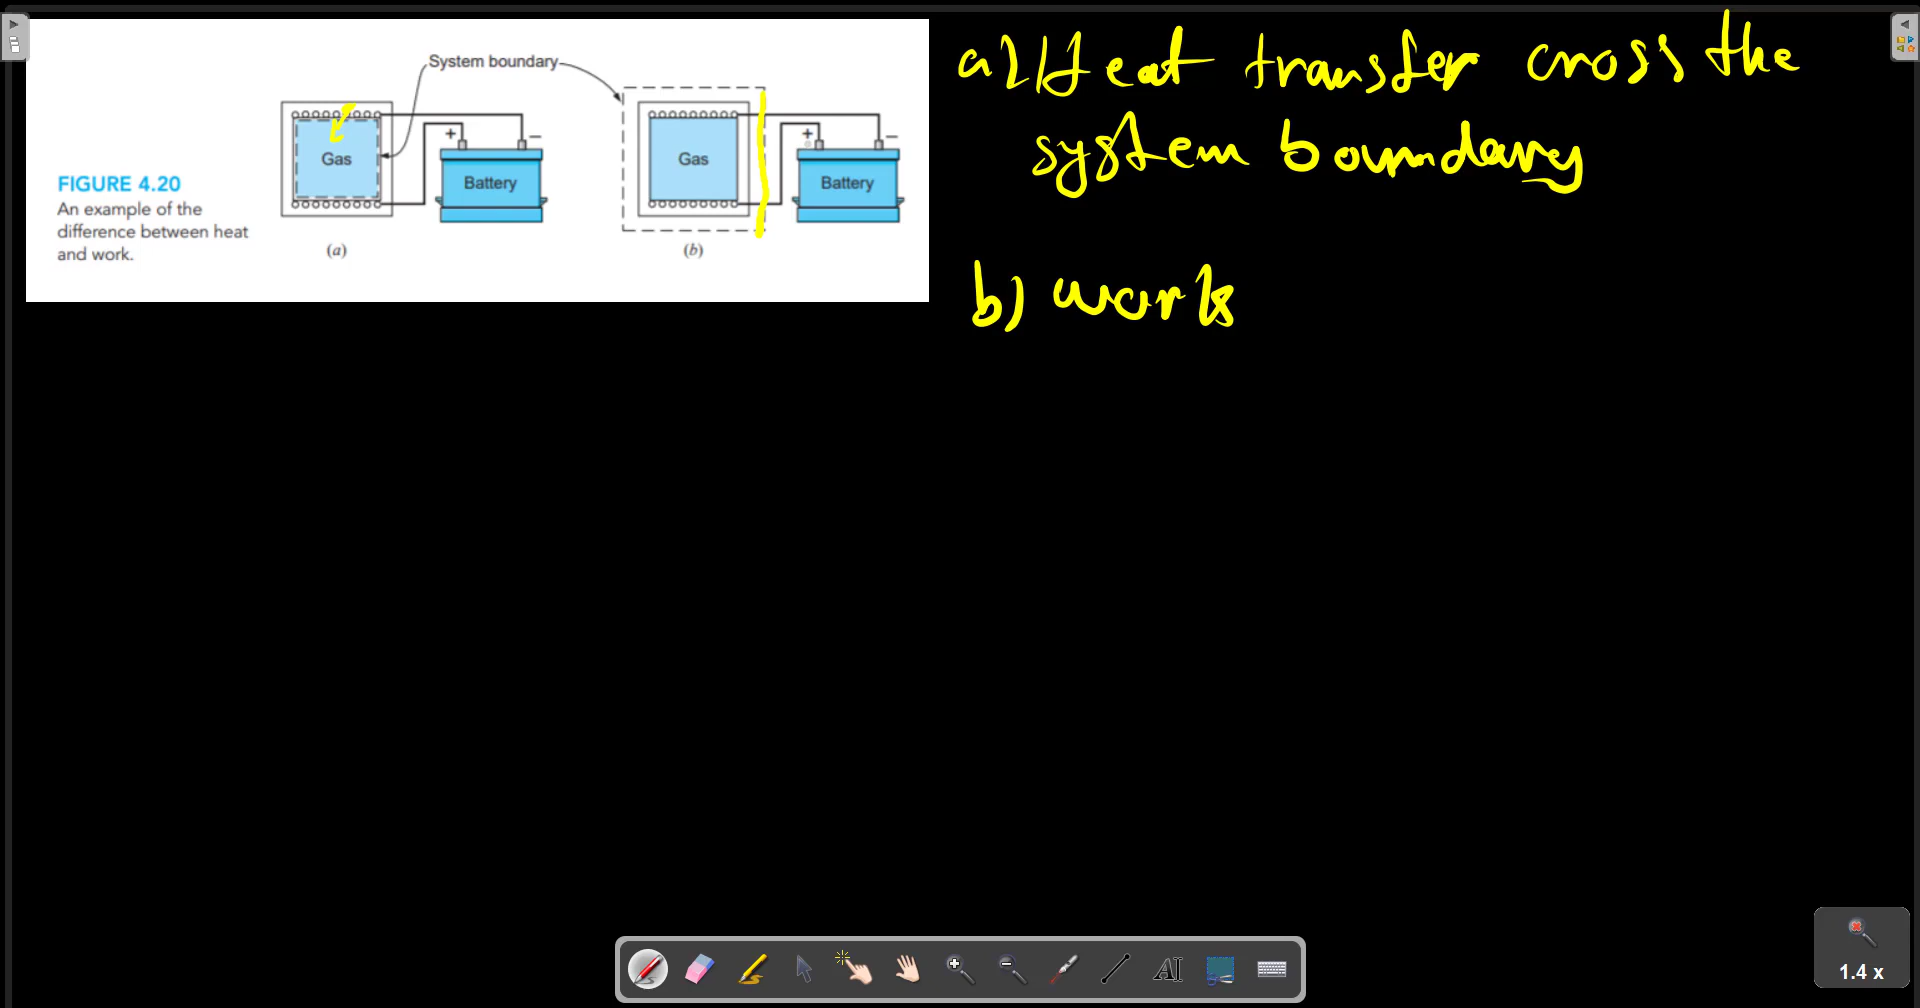 System boundary
+
−
+
−
Gas
Battery
Gas
Battery
FIGURE 4.20
An example of the
difference between heat
and work.
(a)
(b)
a) Heat transfer cross the
system boundary
b) work
AI
1.4 x